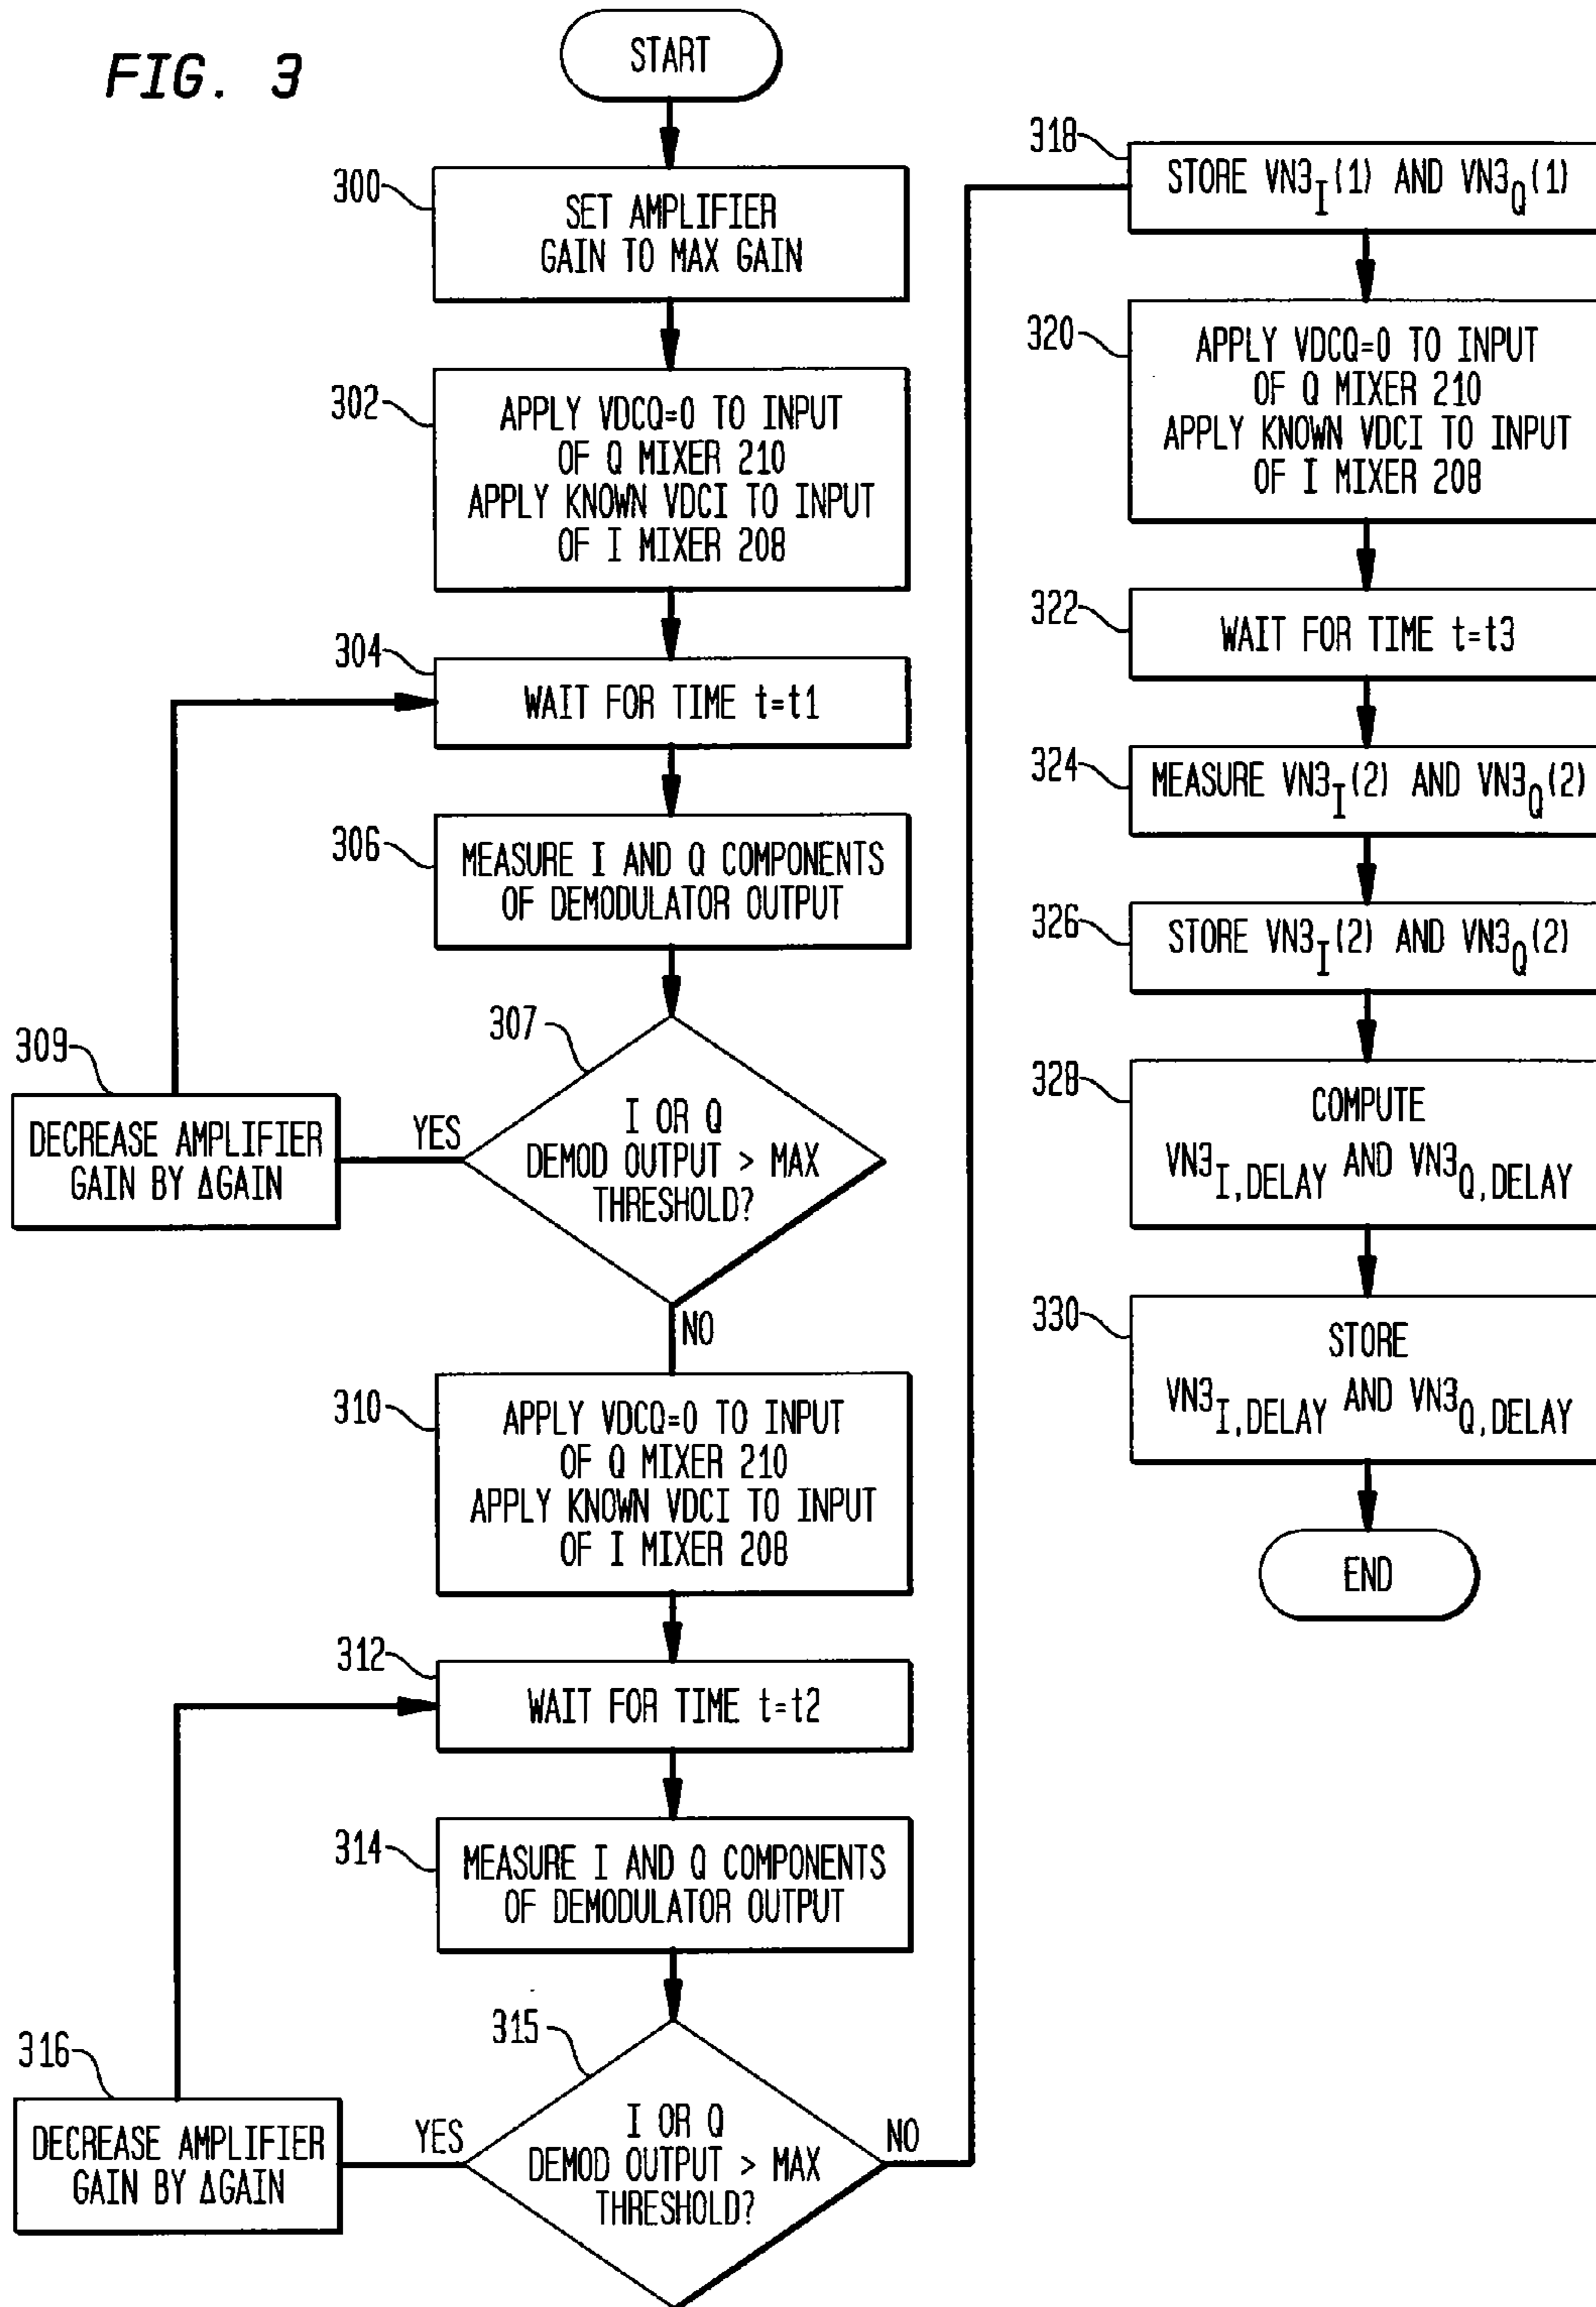 FIG. 3
START
300
SET AMPLIFIER
GAIN TO MAX GAIN
302
APPLY VDCQ=0 TO INPUT
OF Q MIXER 210
APPLY KNOWN VDCI TO INPUT
OF I MIXER 208
304
WAIT FOR TIME t=t1
306
MEASURE I AND Q COMPONENTS
OF DEMODULATOR OUTPUT
307
I OR Q
DEMOD OUTPUT > MAX
THRESHOLD?
YES
309
DECREASE AMPLIFIER
GAIN BY ΔGAIN
NO
310
APPLY VDCQ=0 TO INPUT
OF Q MIXER 210
APPLY KNOWN VDCI TO INPUT
OF I MIXER 208
312
WAIT FOR TIME t=t2
314
MEASURE I AND Q COMPONENTS
OF DEMODULATOR OUTPUT
315
I OR Q
DEMOD OUTPUT > MAX
THRESHOLD?
YES
316
DECREASE AMPLIFIER
GAIN BY ΔGAIN
NO
318
STORE VN3I(1) AND VN3Q(1)
320
APPLY VDCQ=0 TO INPUT
OF Q MIXER 210
APPLY KNOWN VDCI TO INPUT
OF I MIXER 208
322
WAIT FOR TIME t=t3
324
MEASURE VN3I(2) AND VN3Q(2)
326
STORE VN3I(2) AND VN3Q(2)
328
COMPUTE
VN3I,DELAY AND VN3Q,DELAY
330
STORE
VN3I,DELAY AND VN3Q,DELAY
END